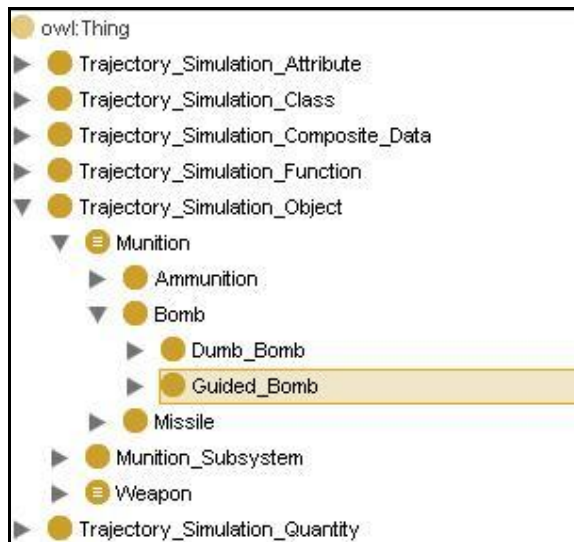 owl:Thing
Trajectory_Simulation_Attribute
Trajectory_Simulation_Class
Trajectory_Simulation_Composite_Data
Trajectory_Simulation_Function
Trajectory_Simulation_Object
Munition
Ammunition
Bomb
Dumb_Bomb
Guided_Bomb
Missile
Munition_Subsystem
Weapon
Trajectory_Simulation_Quantity